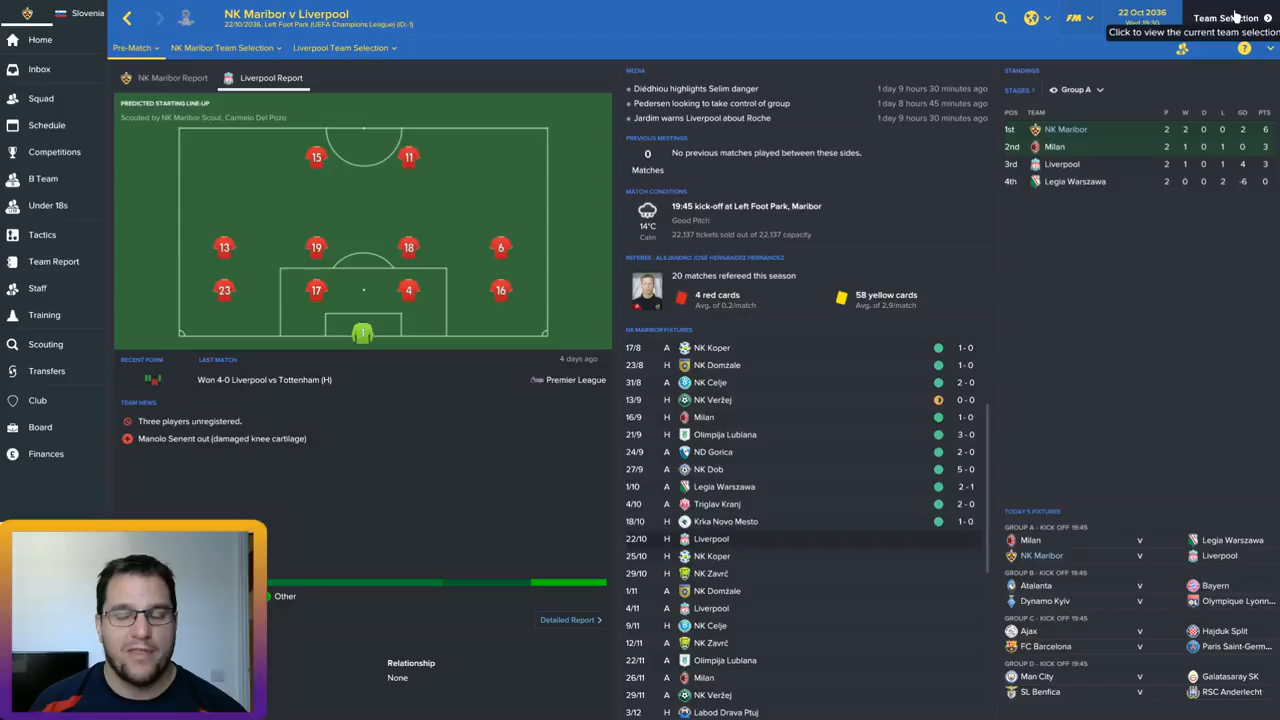 Slovenia
NK Maribor v Liverpool
22/10/2036, Left Foot Park (UEFA Champions League) (ID:-1)
FM
22 Oct 2036
Wed 19:30
Team Selection
Click to view the current team selection
Pre-Match
NK Maribor Team Selection
Liverpool Team Selection
?
Home
Inbox
Squad
Schedule
Competitions
B Team
Under 18s
Tactics
Team Report
Staff
Training
Scouting
Transfers
Club
Board
Finances
NK Maribor Report
Liverpool Report
PREDICTED STARTING LINE-UP
Scouted by NK Maribor Scout, Carmelo Del Pozo
15 11
13 19 18 6
23 17 4 16
1
RECENT FORM
LAST MATCH
4 days ago
Won 4-0 Liverpool vs Tottenham (H)
Premier League
TEAM NEWS
Three players unregistered.
Manolo Senent out (damaged knee cartilage)
Other
Detailed Report
Relationship
None
MEDIA
Diédhiou highlights Selim danger 1 day 9 hours 30 minutes ago
Pedersen looking to take control of group 1 day 8 hours 45 minutes ago
Jardim warns Liverpool about Roche 1 day 9 hours 30 minutes ago
PREVIOUS MEETINGS
0 No previous matches played between these sides.
Matches
MATCH CONDITIONS
19:45 kick-off at Left Foot Park, Maribor
14°C Good Pitch
Calm 22,137 tickets sold out of 22,137 capacity
REFEREE - ALEJANDRO JOSÉ HERNÁNDEZ HERNÁNDEZ
20 matches refereed this season
4 red cards 58 yellow cards
Avg. of 0.2/match Avg. of 2.9/match
NK MARIBOR FIXTURES
17/8 A NK Koper 1 - 0
23/8 H NK Domžale 1 - 0
31/8 A NK Celje 2 - 0
13/9 H NK Veržej 0 - 0
16/9 H Milan 1 - 0
21/9 H Olimpija Lublana 3 - 0
24/9 A ND Gorica 2 - 0
27/9 A NK Dob 5 - 0
1/10 A Legia Warszawa 2 - 1
4/10 A Triglav Kranj 2 - 0
18/10 H Krka Novo Mesto 1 - 0
22/10 H Liverpool
25/10 H NK Koper
29/10 H NK Zavrč
1/11 A NK Domžale
4/11 A Liverpool
9/11 H NK Celje
12/11 A NK Zavrč
22/11 A Olimpija Lublana
26/11 A Milan
29/11 A NK Veržej
3/12 H Labod Drava Ptuj
STANDINGS
STAGES Group A
POS TEAM P W D L GD PTS
1st NK Maribor 2 2 0 0 2 6
2nd Milan 2 1 0 1 0 3
3rd Liverpool 2 1 0 1 4 3
4th Legia Warszawa 2 0 0 2 -6 0
TODAY'S FIXTURES
GROUP A - KICK OFF 19:45
Milan v Legia Warszawa
NK Maribor v Liverpool
GROUP B - KICK OFF 19:45
Atalanta v Bayern
Dynamo Kyiv v Olympique Lyonn...
GROUP C - KICK OFF 19:45
Ajax v Hajduk Split
FC Barcelona v Paris Saint-Germ...
GROUP D - KICK OFF 19:45
Man City v Galatasaray SK
SL Benfica v RSC Anderlecht